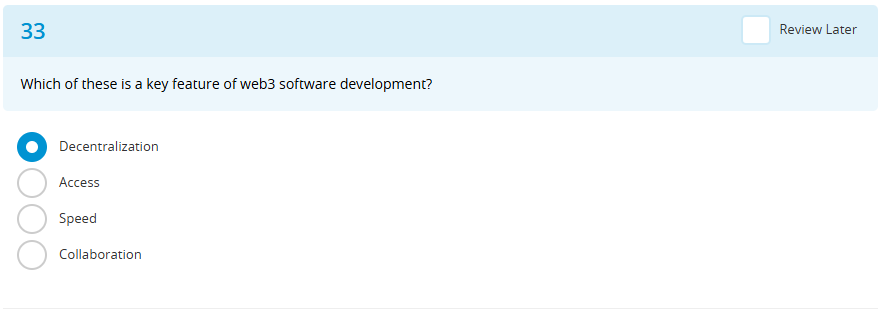 33
Review Later
Which of these is a key feature of web3 software development?
Decentralization
Access
Speed
Collaboration